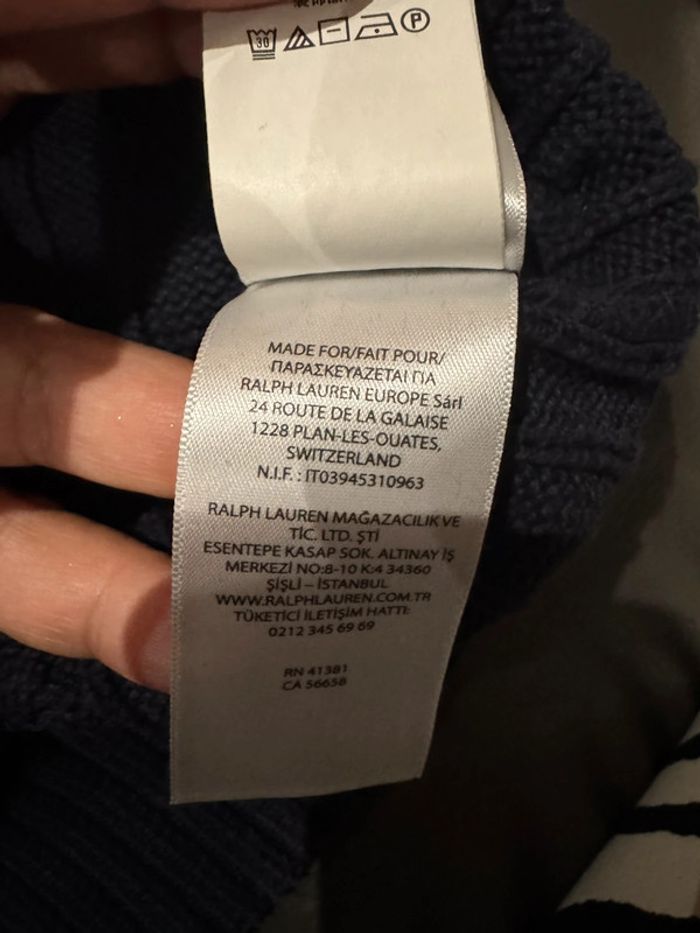 30
P
MADE FOR/FAIT POUR/
ΠΑΡΑΣΚΕΥΑΖΕΤΑΙ ΓΙΑ
RALPH LAUREN EUROPE Sárl
24 ROUTE DE LA GALAISE
1228 PLAN-LES-OUATES,
SWITZERLAND
N.I.F. : IT03945310963
RALPH LAUREN MAĞAZACILIK VE
TİC. LTD. ŞTİ
ESENTEPE KASAP SOK. ALTINAY İŞ
MERKEZİ NO:8-10 K:4 34360
ŞİŞLİ – İSTANBUL
WWW.RALPHLAUREN.COM.TR
TÜKETİCİ İLETİŞİM HATTI:
0212 345 69 69
RN 41381
CA 56658